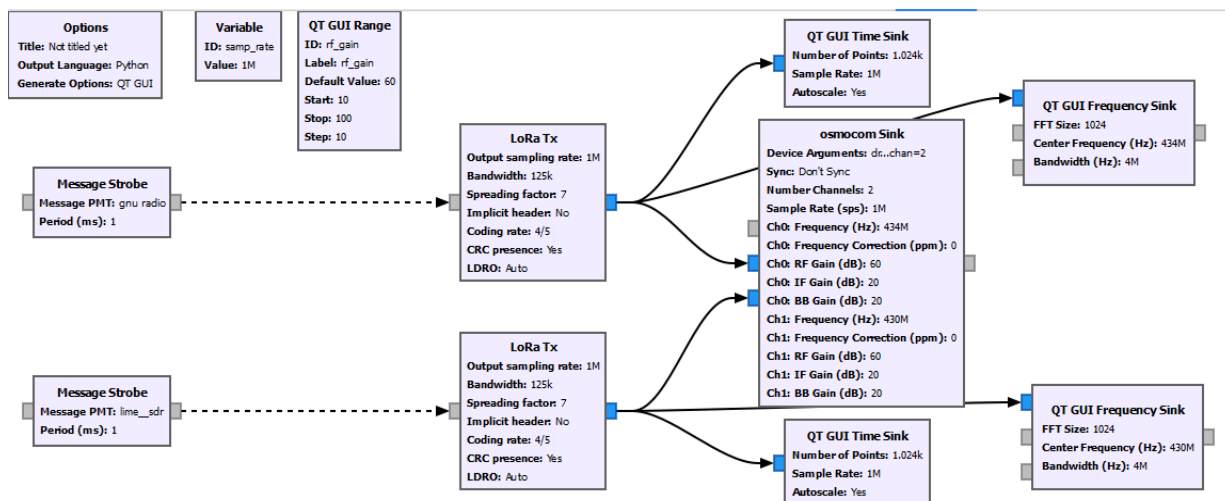 Options
Title: Not titled yet
Output Language: Python
Generate Options: QT GUI
Variable
ID: samp_rate
Value: 1M
QT GUI Range
ID: rf_gain
Label: rf_gain
Default Value: 60
Start: 10
Stop: 100
Step: 10
QT GUI Time Sink
Number of Points: 1.024k
Sample Rate: 1M
Autoscale: Yes
QT GUI Frequency Sink
FFT Size: 1024
Center Frequency (Hz): 434M
Bandwidth (Hz): 4M
Message Strobe
Message PMT: gnu radio
Period (ms): 1
LoRa Tx
Output sampling rate: 1M
Bandwidth: 125k
Spreading factor: 7
Implicit header: No
Coding rate: 4/5
CRC presence: Yes
LDRO: Auto
osmocom Sink
Device Arguments: dr...chan=2
Sync: Don't Sync
Number Channels: 2
Sample Rate (sps): 1M
Ch0: Frequency (Hz): 434M
Ch0: Frequency Correction (ppm): 0
Ch0: RF Gain (dB): 60
Ch0: IF Gain (dB): 20
Ch0: BB Gain (dB): 20
Ch1: Frequency (Hz): 430M
Ch1: Frequency Correction (ppm): 0
Ch1: RF Gain (dB): 60
Ch1: IF Gain (dB): 20
Ch1: BB Gain (dB): 20
Message Strobe
Message PMT: lime__sdr
Period (ms): 1
LoRa Tx
Output sampling rate: 1M
Bandwidth: 125k
Spreading factor: 7
Implicit header: No
Coding rate: 4/5
CRC presence: Yes
LDRO: Auto
QT GUI Time Sink
Number of Points: 1.024k
Sample Rate: 1M
Autoscale: Yes
QT GUI Frequency Sink
FFT Size: 1024
Center Frequency (Hz): 430M
Bandwidth (Hz): 4M